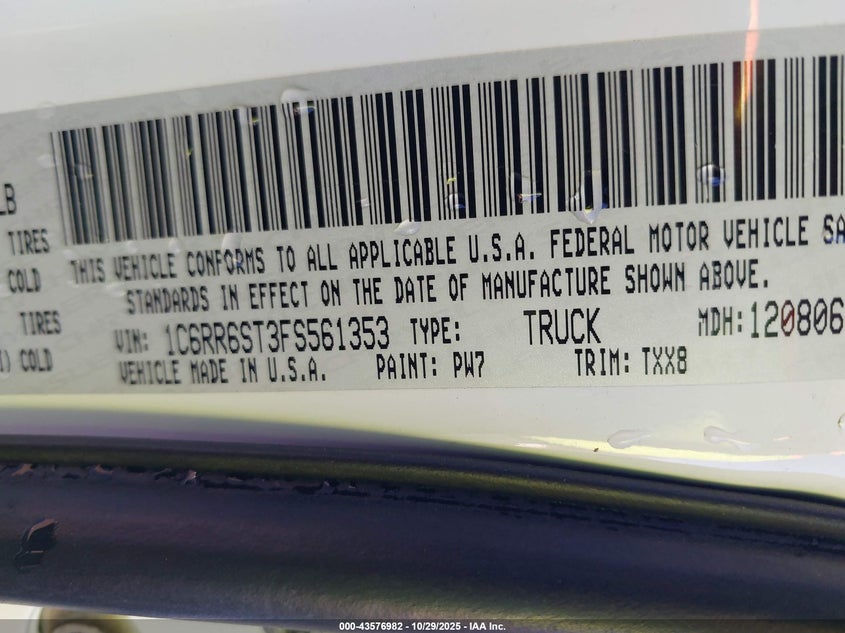 LB
TIRES
COLD
THIS VEHICLE CONFORMS TO ALL APPLICABLE U.S.A. FEDERAL MOTOR VEHICLE SA
STANDARDS IN EFFECT ON THE DATE OF MANUFACTURE SHOWN ABOVE.
TIRES
VIN: 1C6RR6ST3FS561353 TYPE: TRUCK MDH:120806
) COLD
VEHICLE MADE IN U.S.A. PAINT: PW7 TRIM: TXX8
000-43576982 - 10/29/2025 - IAA Inc.